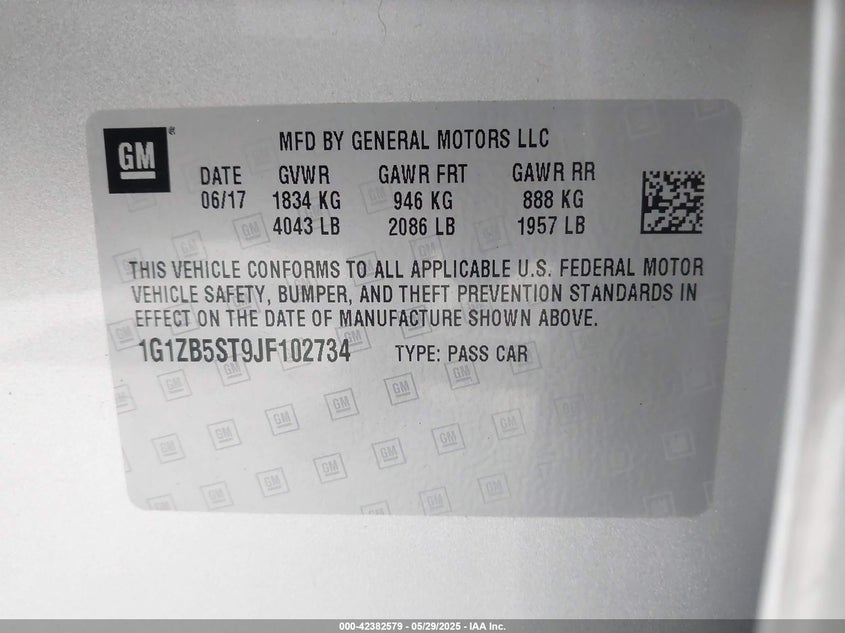 GM
MFD BY GENERAL MOTORS LLC
DATE GVWR GAWR FRT GAWR RR
06/17 1834 KG 946 KG 888 KG
4043 LB 2086 LB 1957 LB
THIS VEHICLE CONFORMS TO ALL APPLICABLE U.S. FEDERAL MOTOR
VEHICLE SAFETY, BUMPER, AND THEFT PREVENTION STANDARDS IN
EFFECT ON THE DATE OF MANUFACTURE SHOWN ABOVE.
1G1ZB5ST9JF102734 TYPE: PASS CAR
000-42382579 - 05/29/2025 - IAA Inc.